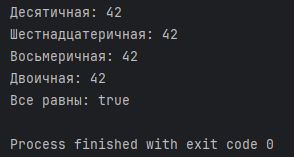 Десятичная: 42
Шестнадцатеричная: 42
Восьмеричная: 42
Двоичная: 42
Все равны: true
Process finished with exit code 0